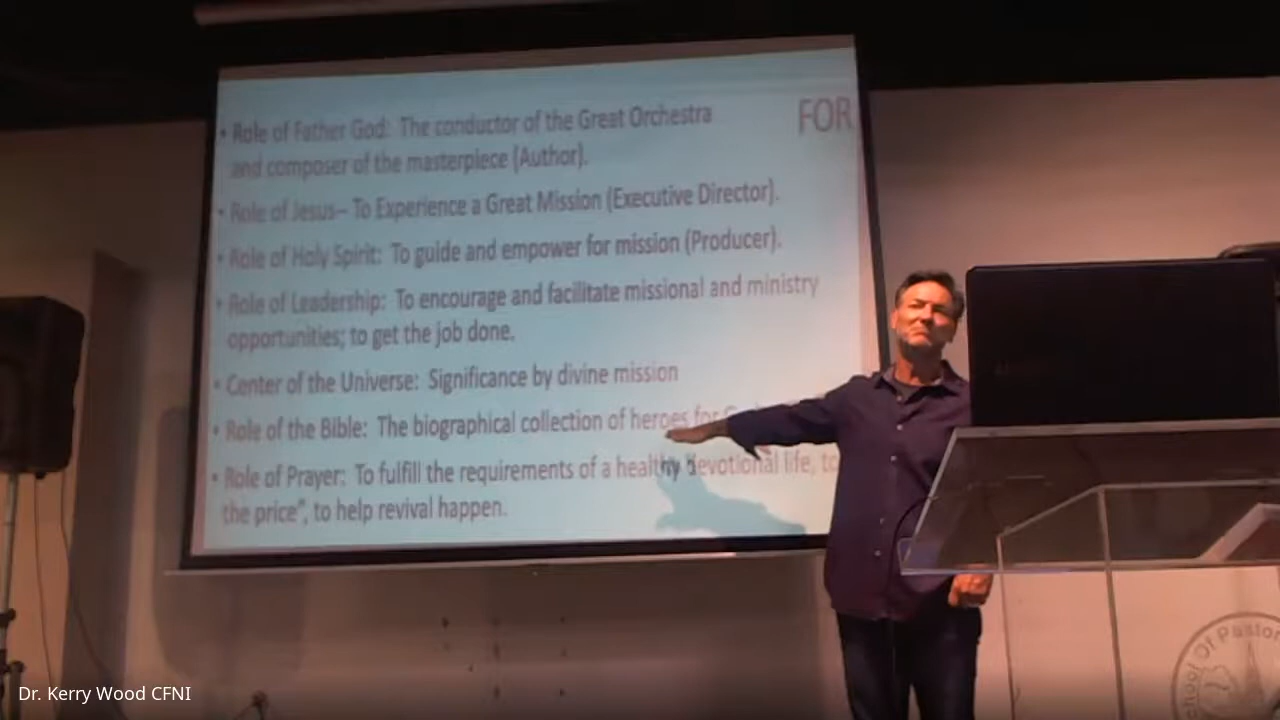 FOR
• Role of Father God: The conductor of the Great Orchestra
and composer of the masterpiece (Author).
• Role of Jesus– To Experience a Great Mission (Executive Director).
• Role of Holy Spirit: To guide and empower for mission (Producer).
• Role of Leadership: To encourage and facilitate missional and ministry
opportunities; to get the job done.
• Center of the Universe: Significance by divine mission
• Role of the Bible: The biographical collection of heroes for
• Role of Prayer: To fulfill the requirements of a healthy devotional life, to
the price”, to help revival happen.
School Of Pastor
Dr. Kerry Wood CFNI